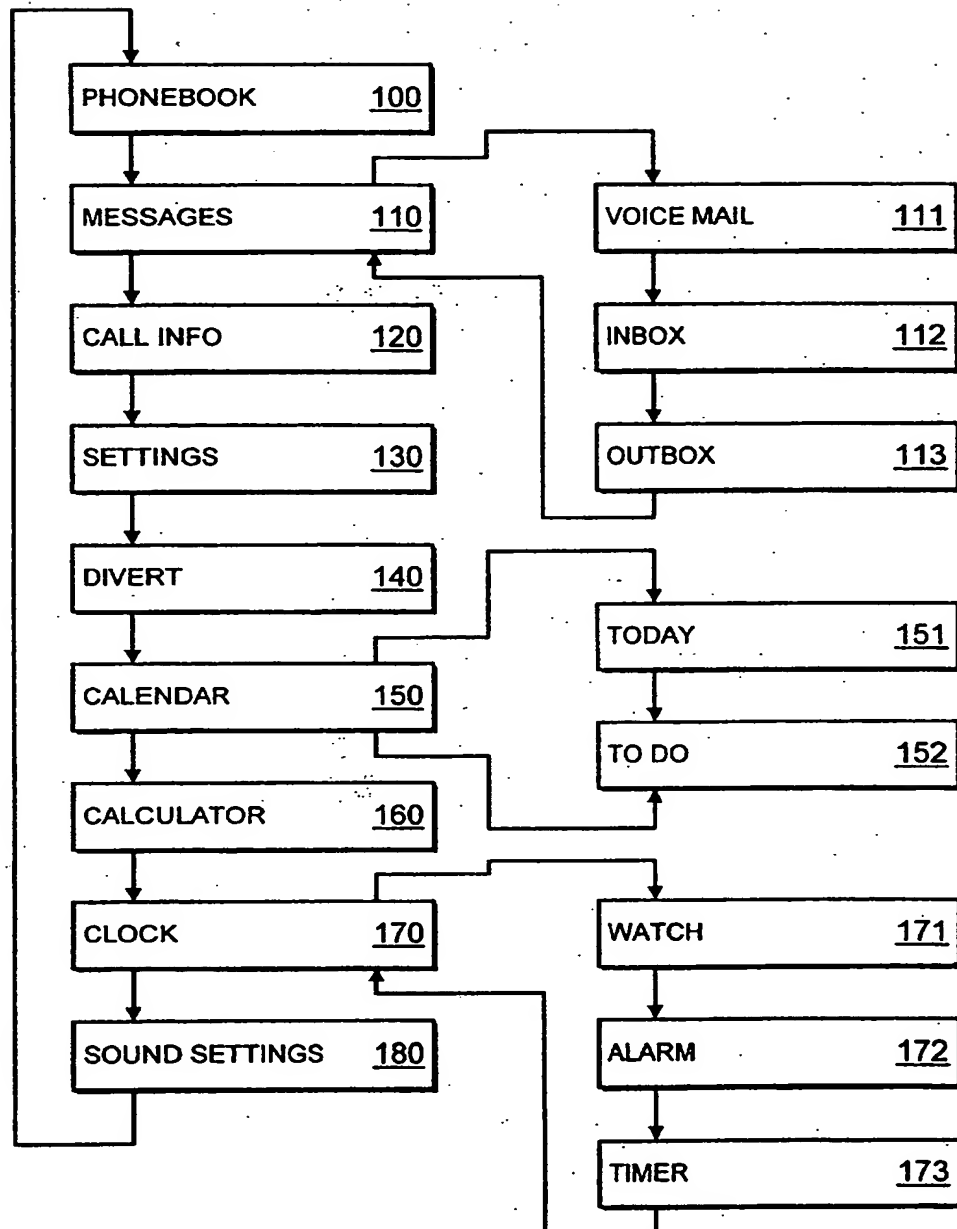 PHONEBOOK 100
MESSAGES 110
CALL INFO 120
SETTINGS 130
DIVERT 140
CALENDAR 150
CALCULATOR 160
CLOCK 170
SOUND SETTINGS 180
VOICE MAIL 111
INBOX 112
OUTBOX 113
TODAY 151
TO DO 152
WATCH 171
ALARM 172
TIMER 173